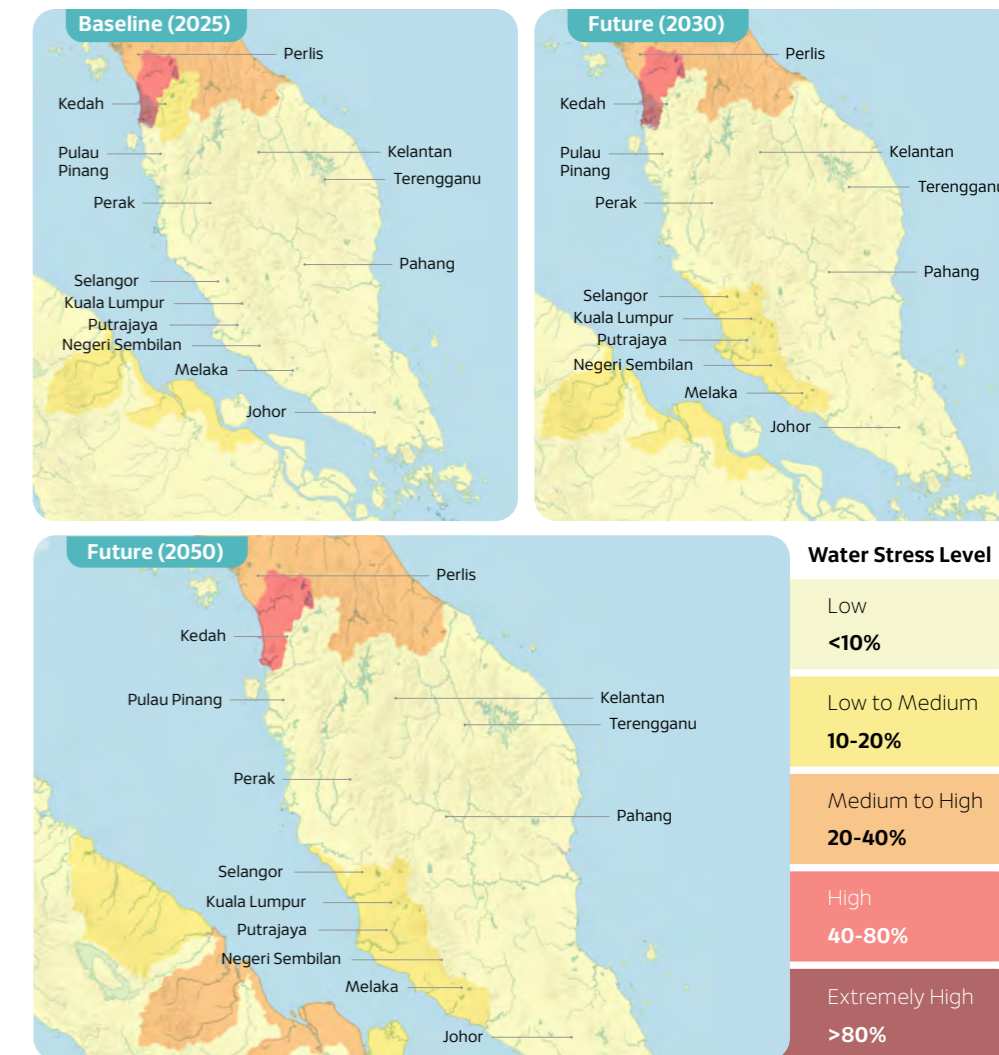 Baseline (2025)
Perlis
Kedah
Pulau
Pinang
Kelantan
Terengganu
Perak
Pahang
Selangor
Kuala Lumpur
Putrajaya
Negeri Sembilan
Melaka
Johor
Future (2030)
Perlis
Kedah
Pulau
Pinang
Kelantan
Terengganu
Perak
Pahang
Selangor
Kuala Lumpur
Putrajaya
Negeri Sembilan
Melaka
Johor
Future (2050)
Perlis
Kedah
Pulau Pinang
Kelantan
Terengganu
Perak
Pahang
Selangor
Kuala Lumpur
Putrajaya
Negeri Sembilan
Melaka
Johor
Water Stress Level
Low
<10%
Low to Medium
10-20%
Medium to High
20-40%
High
40-80%
Extremely High
>80%